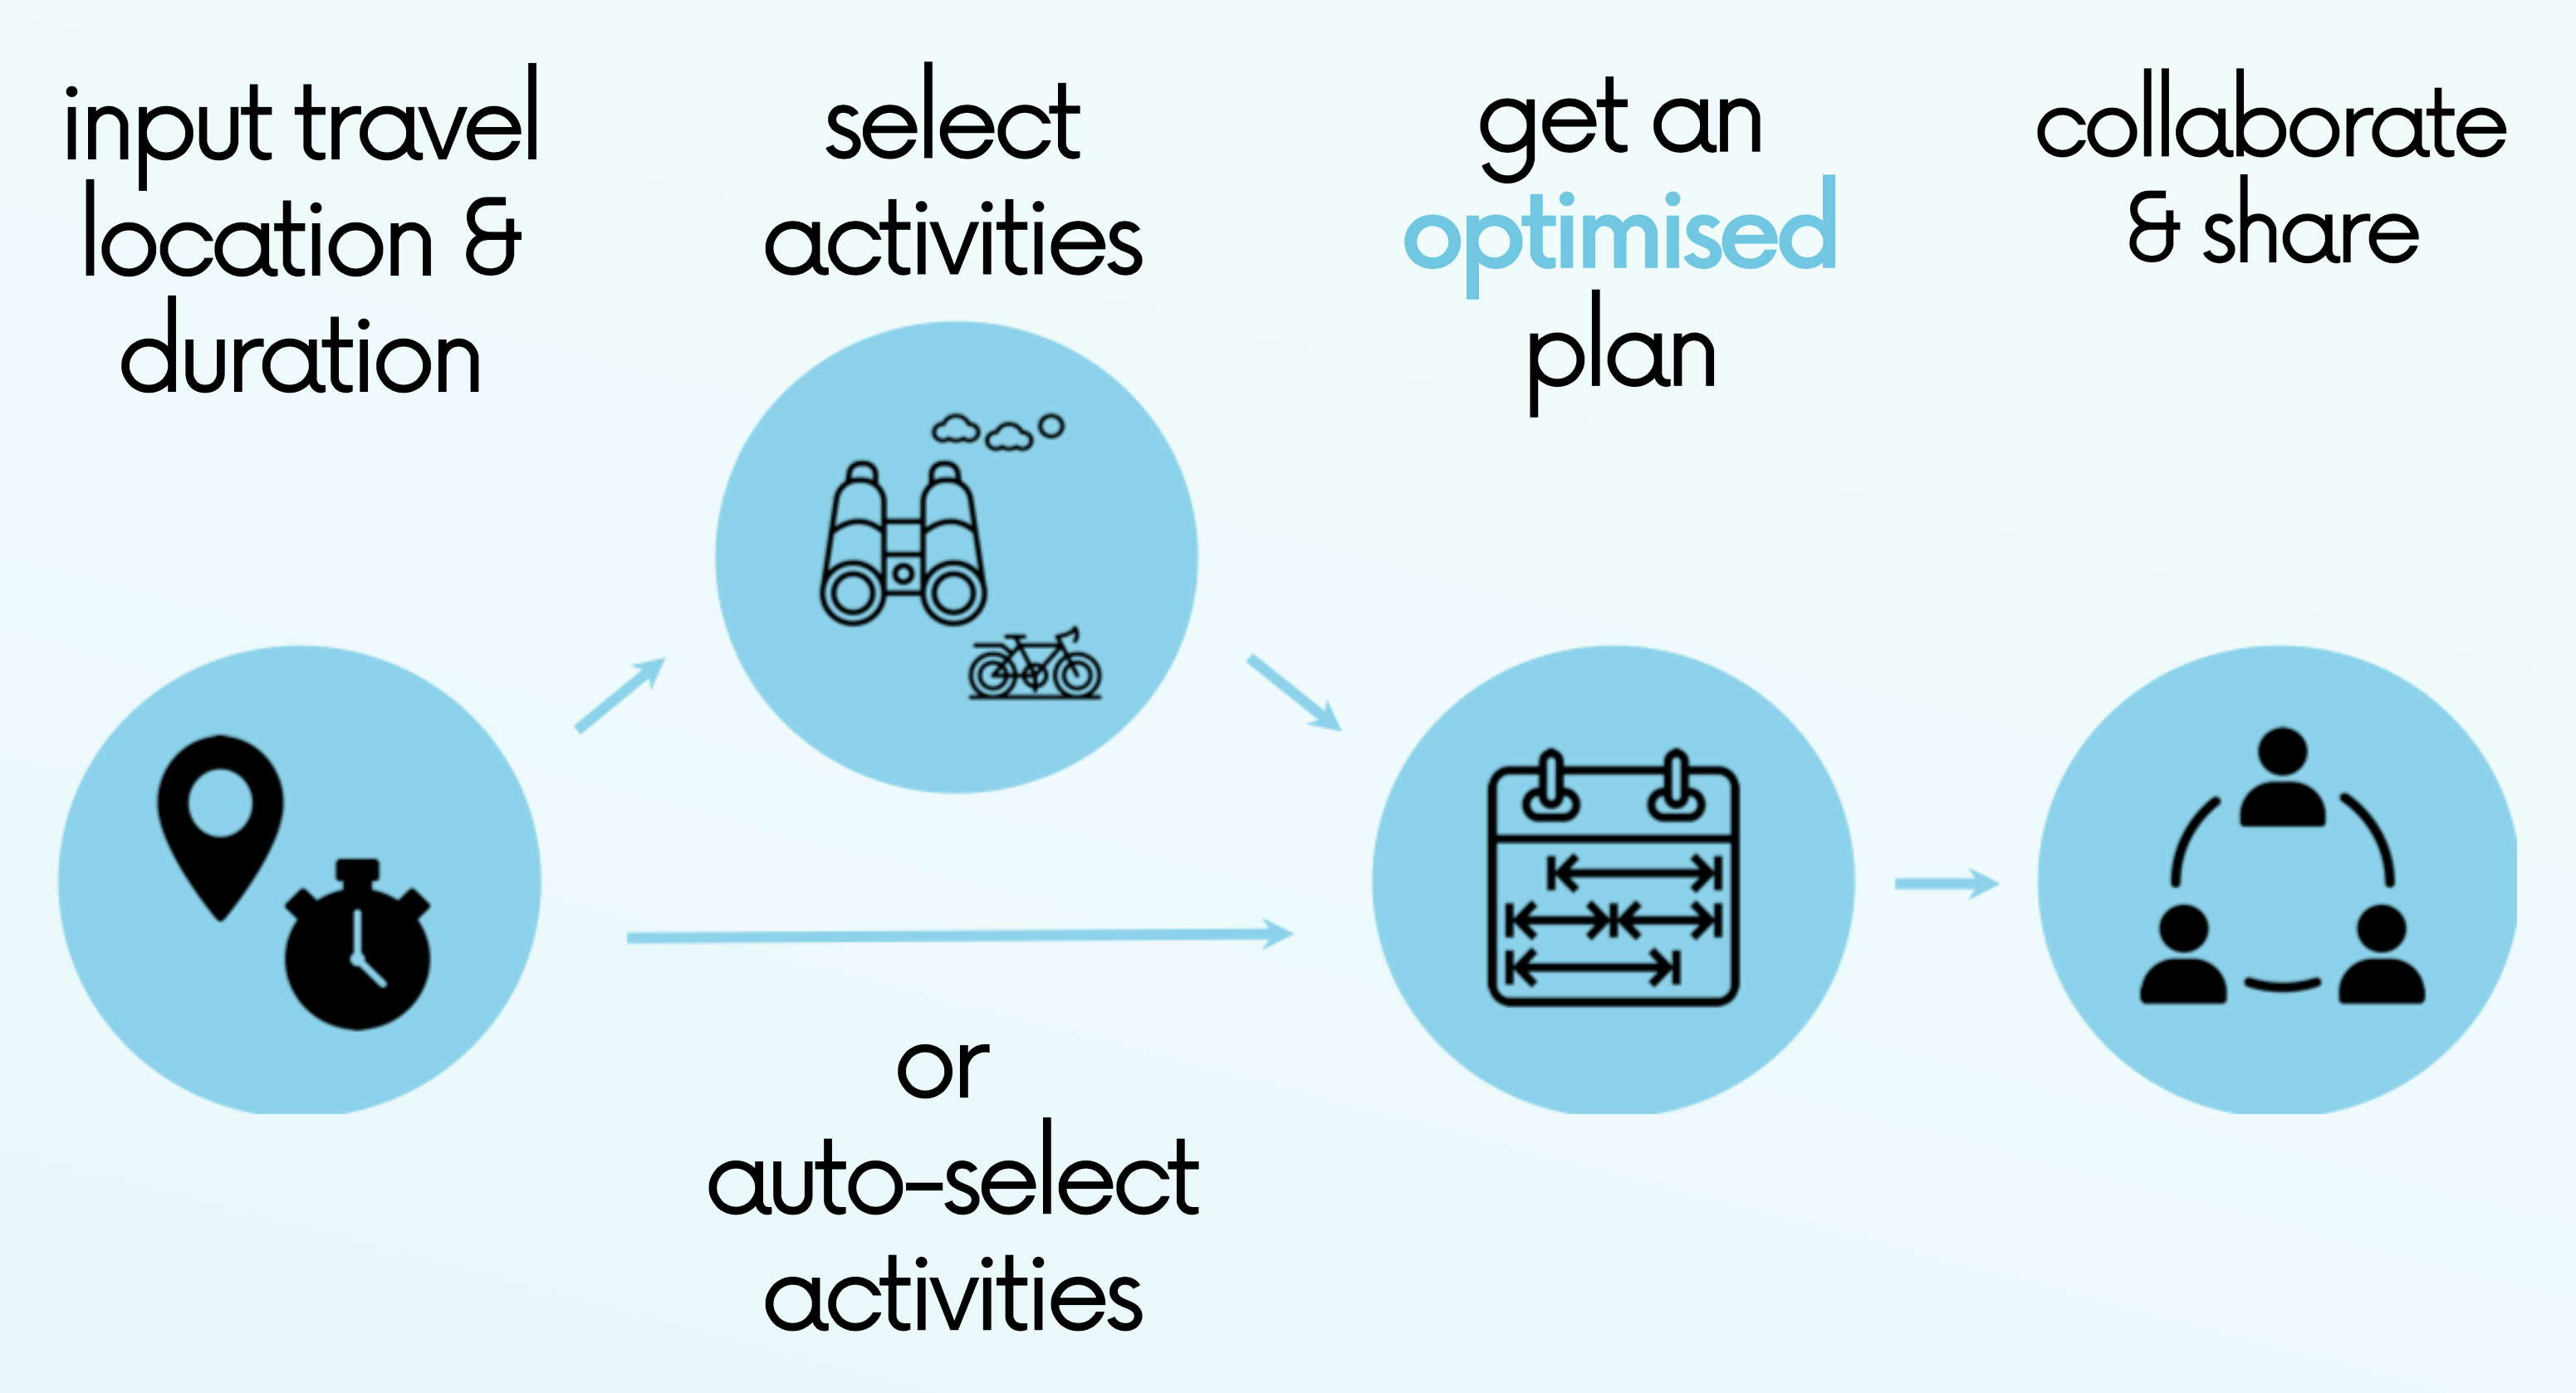 input travel
location &
duration
select
activities
get an
optimised
plan
collaborate
& share
or
auto-select
activities